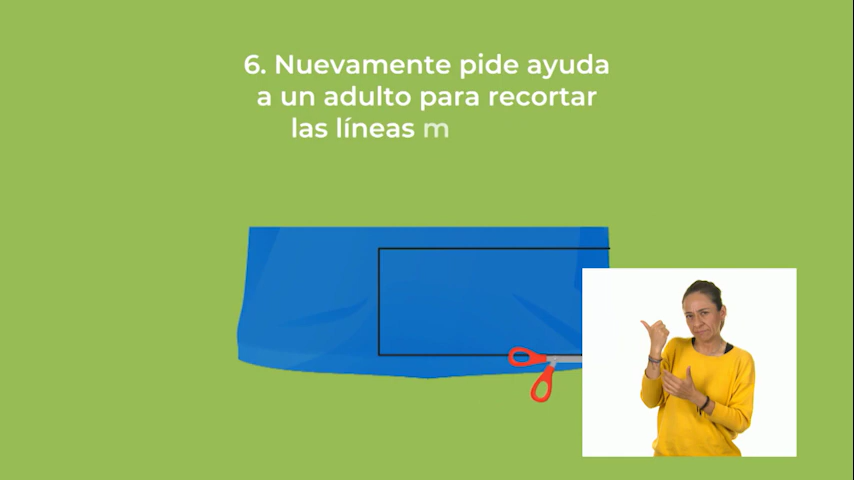 6. Nuevamente pide ayuda
a un adulto para recortar
las líneas m